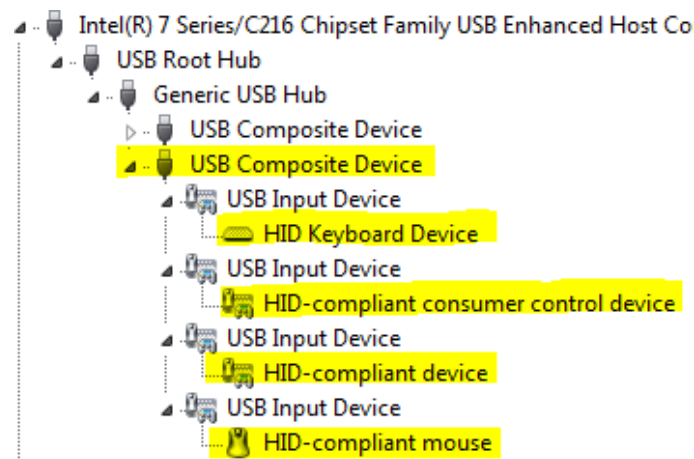 Intel(R) 7 Series/C216 Chipset Family USB Enhanced Host Co
USB Root Hub
Generic USB Hub
USB Composite Device
USB Composite Device
USB Input Device
HID Keyboard Device
USB Input Device
HID-compliant consumer control device
USB Input Device
HID-compliant device
USB Input Device
HID-compliant mouse